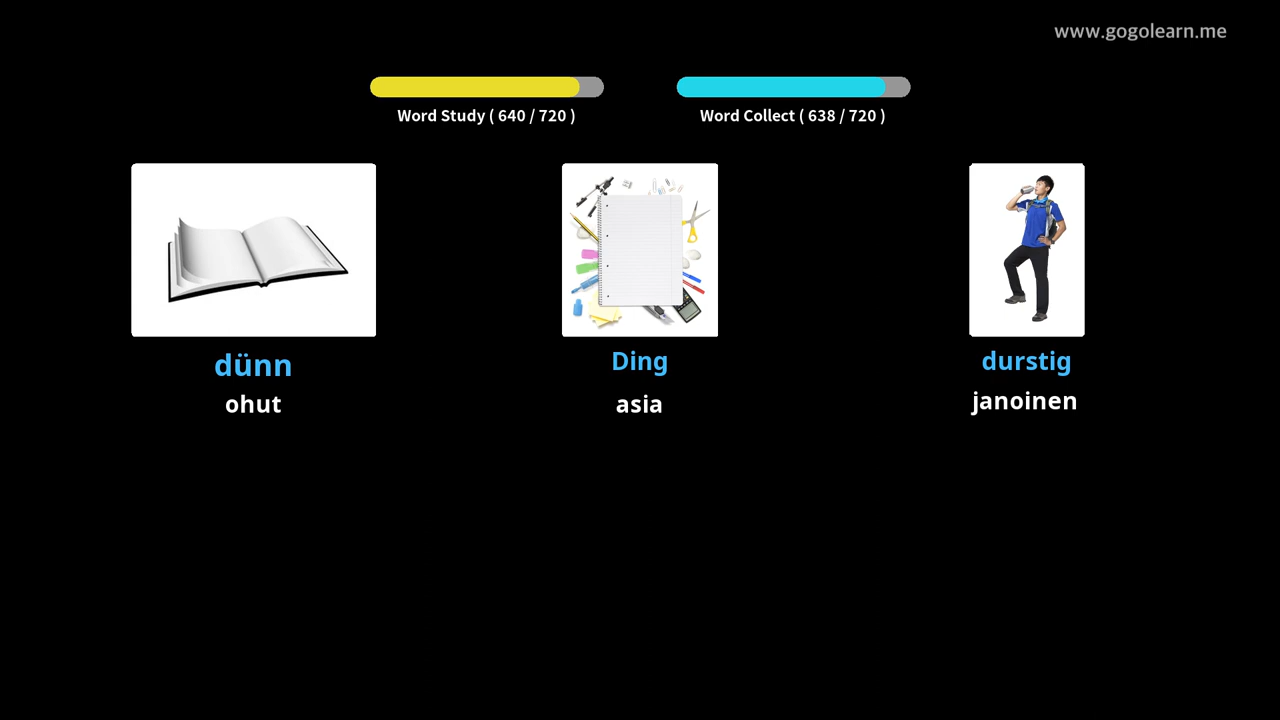 www.gogolearn.me
Word Study ( 640 / 720 )
Word Collect ( 638 / 720 )
dünn
ohut
Ding
asia
durstig
janoinen